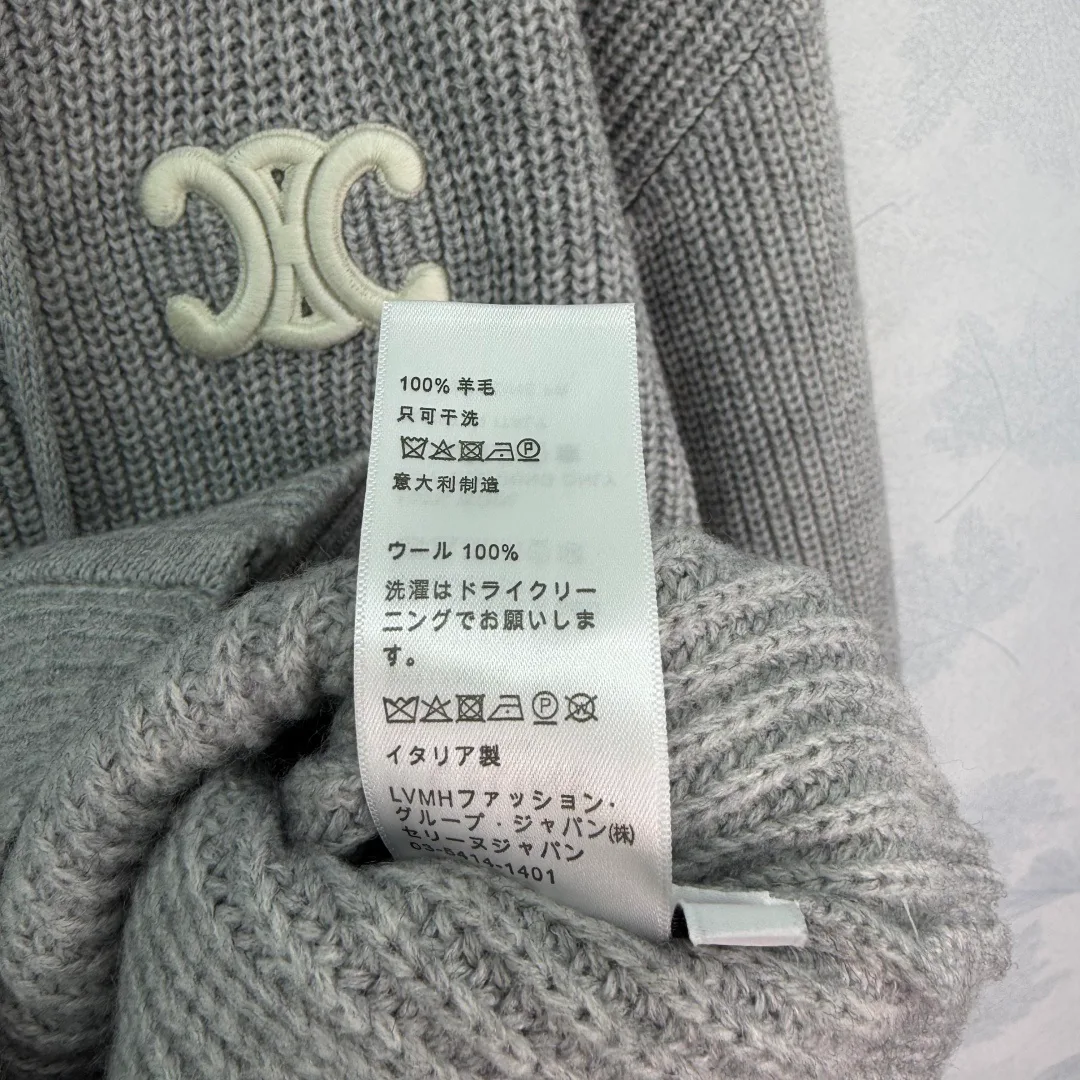 100% 羊毛
只可干洗
意大利制造
ウール 100%
洗濯はドライクリー
ニングでお願いしま
す。
イタリア製
LVMHファッション・
グループ・ジャパン(株)
セリーヌジャパン
03-6414-1401